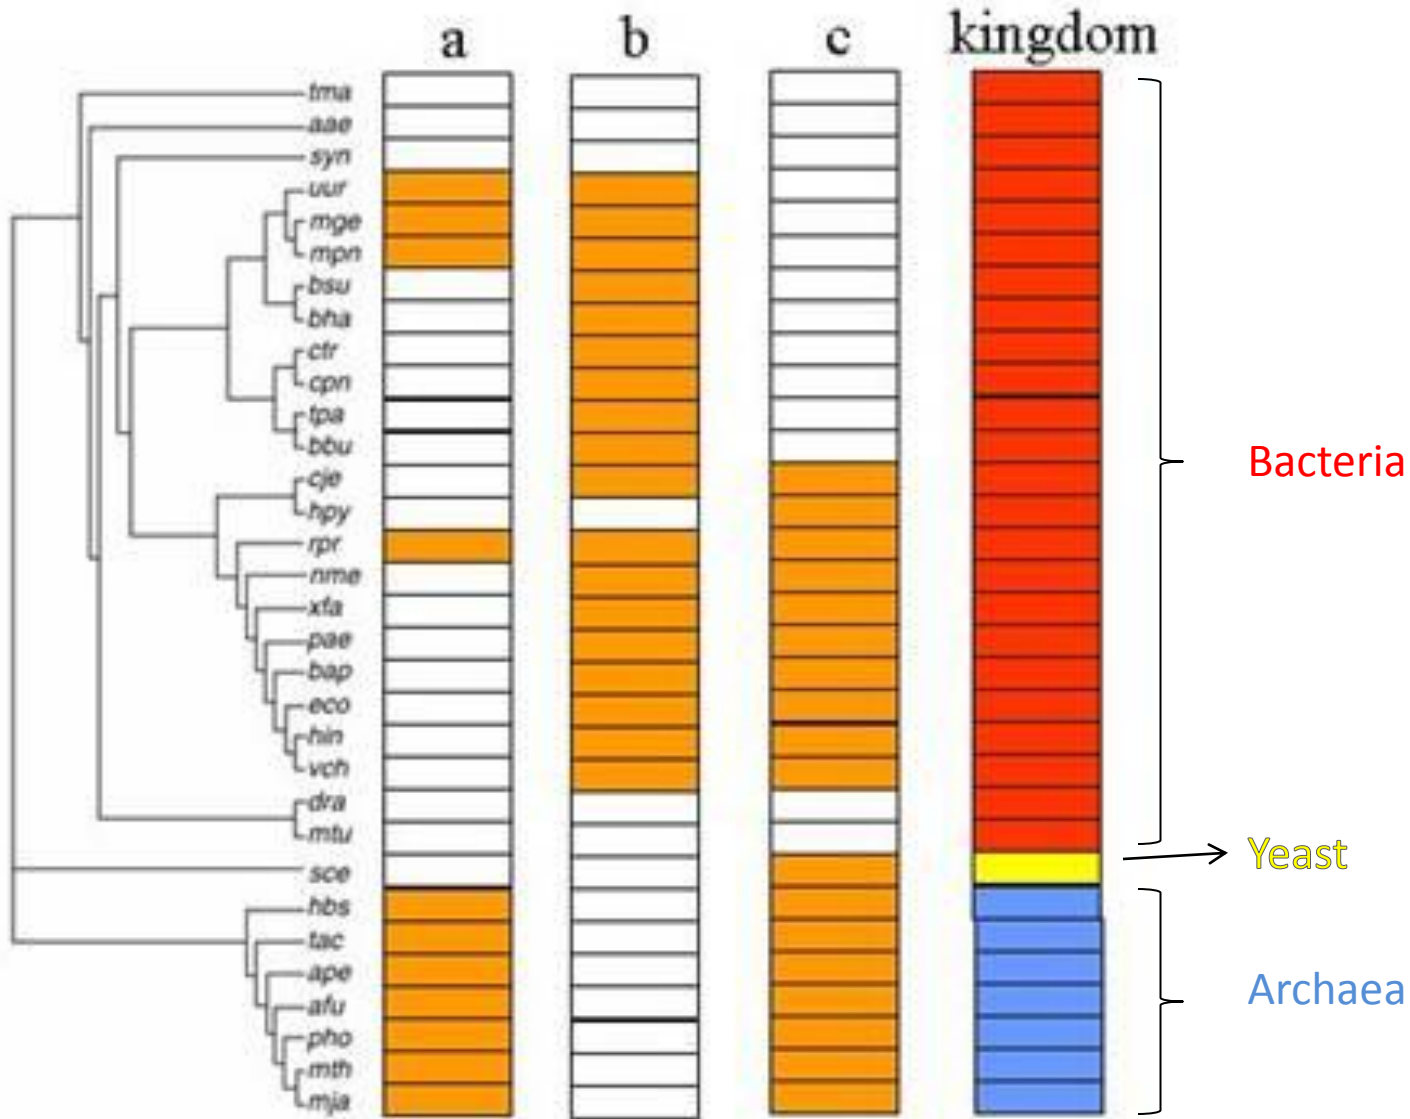 a b c kingdom
tma
aae
syn
uur
mge
mpn
bsu
bha
ctr
cpn
tpa
bbu
cje
hpy
rpr
nme
xfa
pae
bap
eco
hin
vch
dra
mtu
sce
hbs
tac
ape
afu
pho
mth
mja
Bacteria
Yeast
Archaea